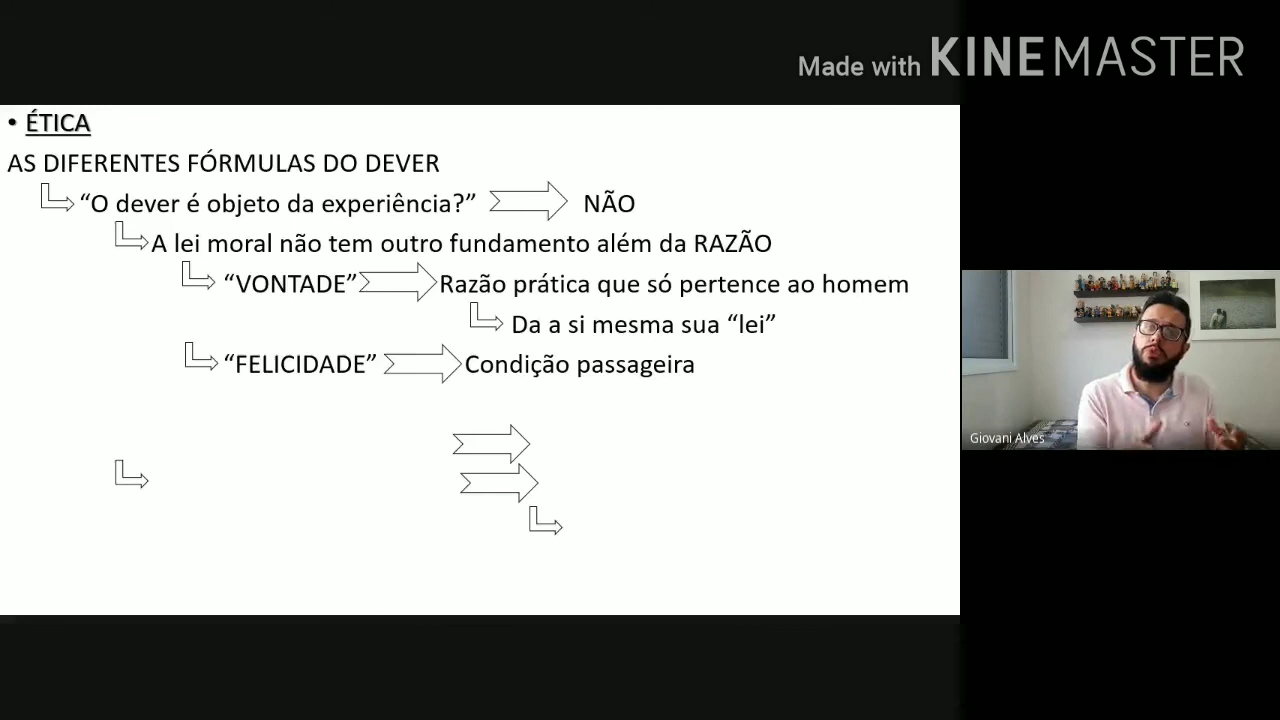 Made with KINEMASTER
• ÉTICA
AS DIFERENTES FÓRMULAS DO DEVER
“O dever é objeto da experiência?” NÃO
A lei moral não tem outro fundamento além da RAZÃO
“VONTADE” Razão prática que só pertence ao homem
Da a si mesma sua “lei”
“FELICIDADE” Condição passageira
Giovani Alves